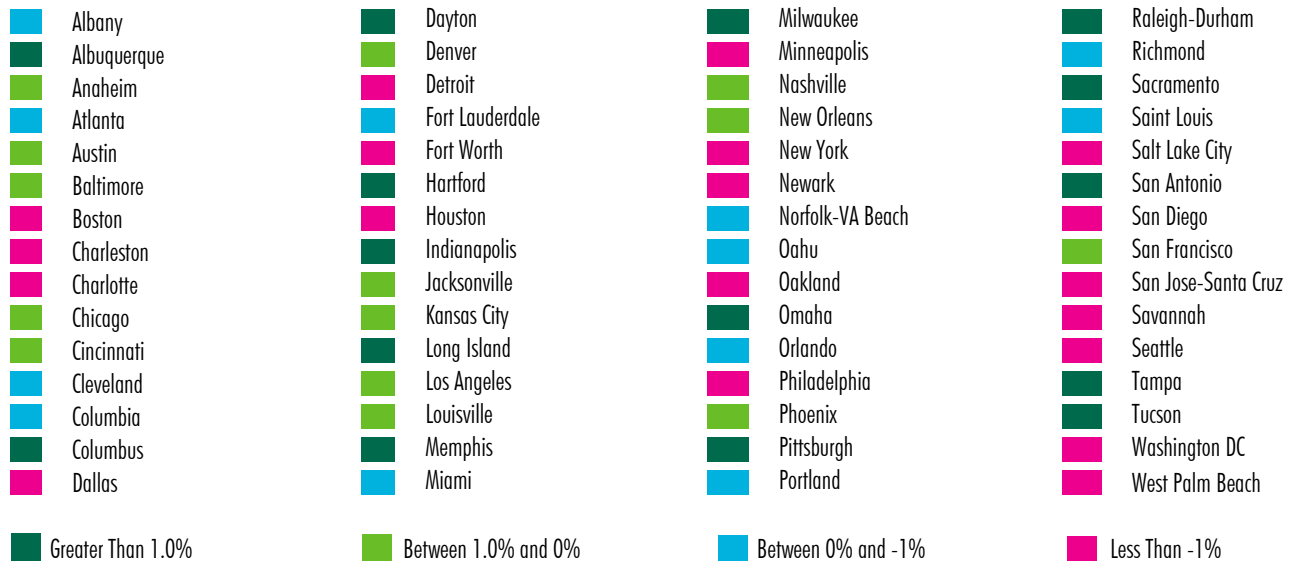 Albany
Albuquerque
Anaheim
Atlanta
Austin
Baltimore
Boston
Charleston
Charlotte
Chicago
Cincinnati
Cleveland
Columbia
Columbus
Dallas
Dayton
Denver
Detroit
Fort Lauderdale
Fort Worth
Hartford
Houston
Indianapolis
Jacksonville
Kansas City
Long Island
Los Angeles
Louisville
Memphis
Miami
Milwaukee
Minneapolis
Nashville
New Orleans
New York
Newark
Norfolk-VA Beach
Oahu
Oakland
Omaha
Orlando
Philadelphia
Phoenix
Pittsburgh
Portland
Raleigh-Durham
Richmond
Sacramento
Saint Louis
Salt Lake City
San Antonio
San Diego
San Francisco
San Jose-Santa Cruz
Savannah
Seattle
Tampa
Tucson
Washington DC
West Palm Beach
Greater Than 1.0%
Between 1.0% and 0%
Between 0% and -1%
Less Than -1%